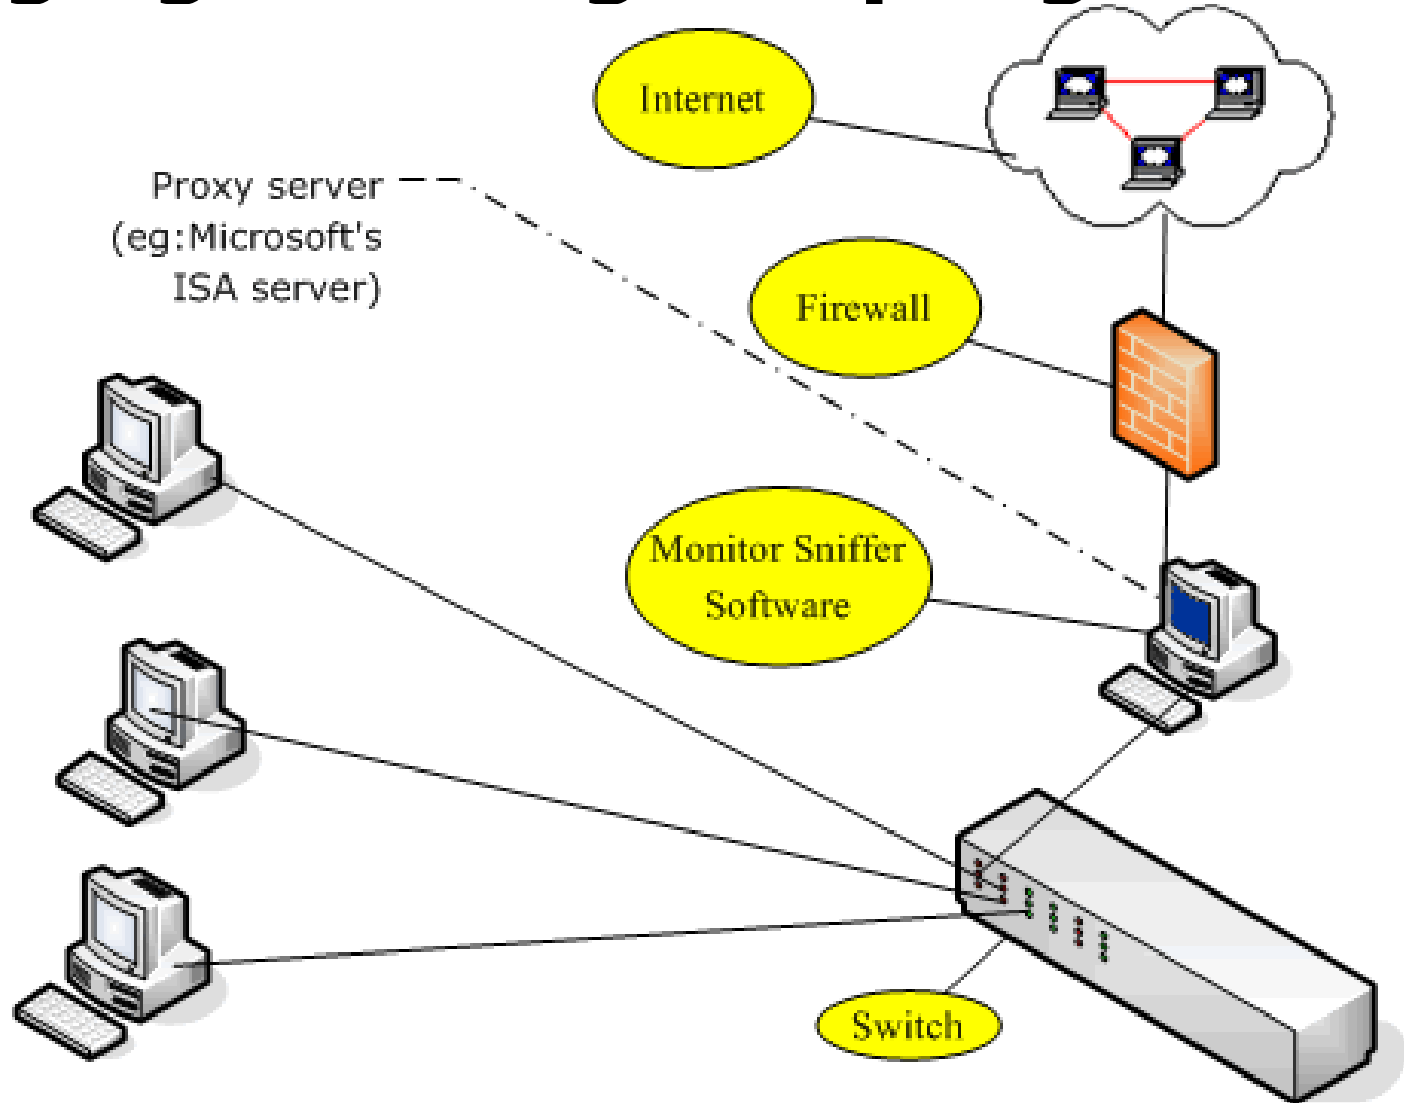 Internet
Proxy server
(eg:Microsoft's
ISA server)
Firewall
Monitor Sniffer
Software
Switch